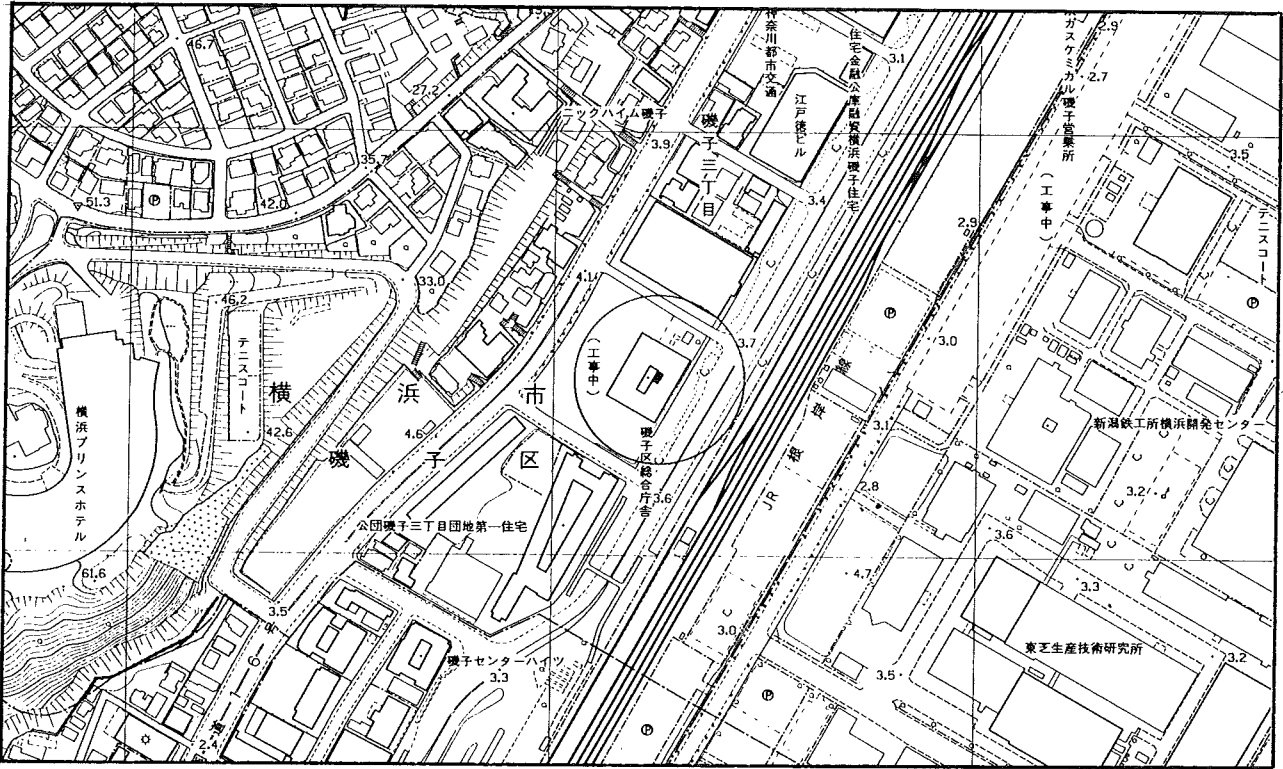 46.7
27.2
35.7
51.3
Ⓟ
42.0
ニックハイム磯子
神奈川都市交通
住宅金融公庫融資横浜磯子住宅
江戸徳ビル
3.1
磯子三丁目
3.9
3.4
ガスケミカル磯子営業所
(工事中)
2.9
2.7
3.5
テニスコート
2.9
Ⓟ
46.2
33.0
4.1
テニスコート
横浜プリンスホテル
42.6
横浜市
磯子区
4.6
(工事中)
3.7
磯子区総合庁舎
3.6
Ⓟ
3.0
JR根岸線
3.1
2.8
新潟鉄工所横浜開発センター
3.2
公団磯子三丁目団地第一住宅
61.6
3.5
4.7
3.6
3.3
東芝生産技術研究所
3.2
磯子センターハイツ
3.3
3.0
3.5
Ⓟ
Ⓟ
2.4
国道16号